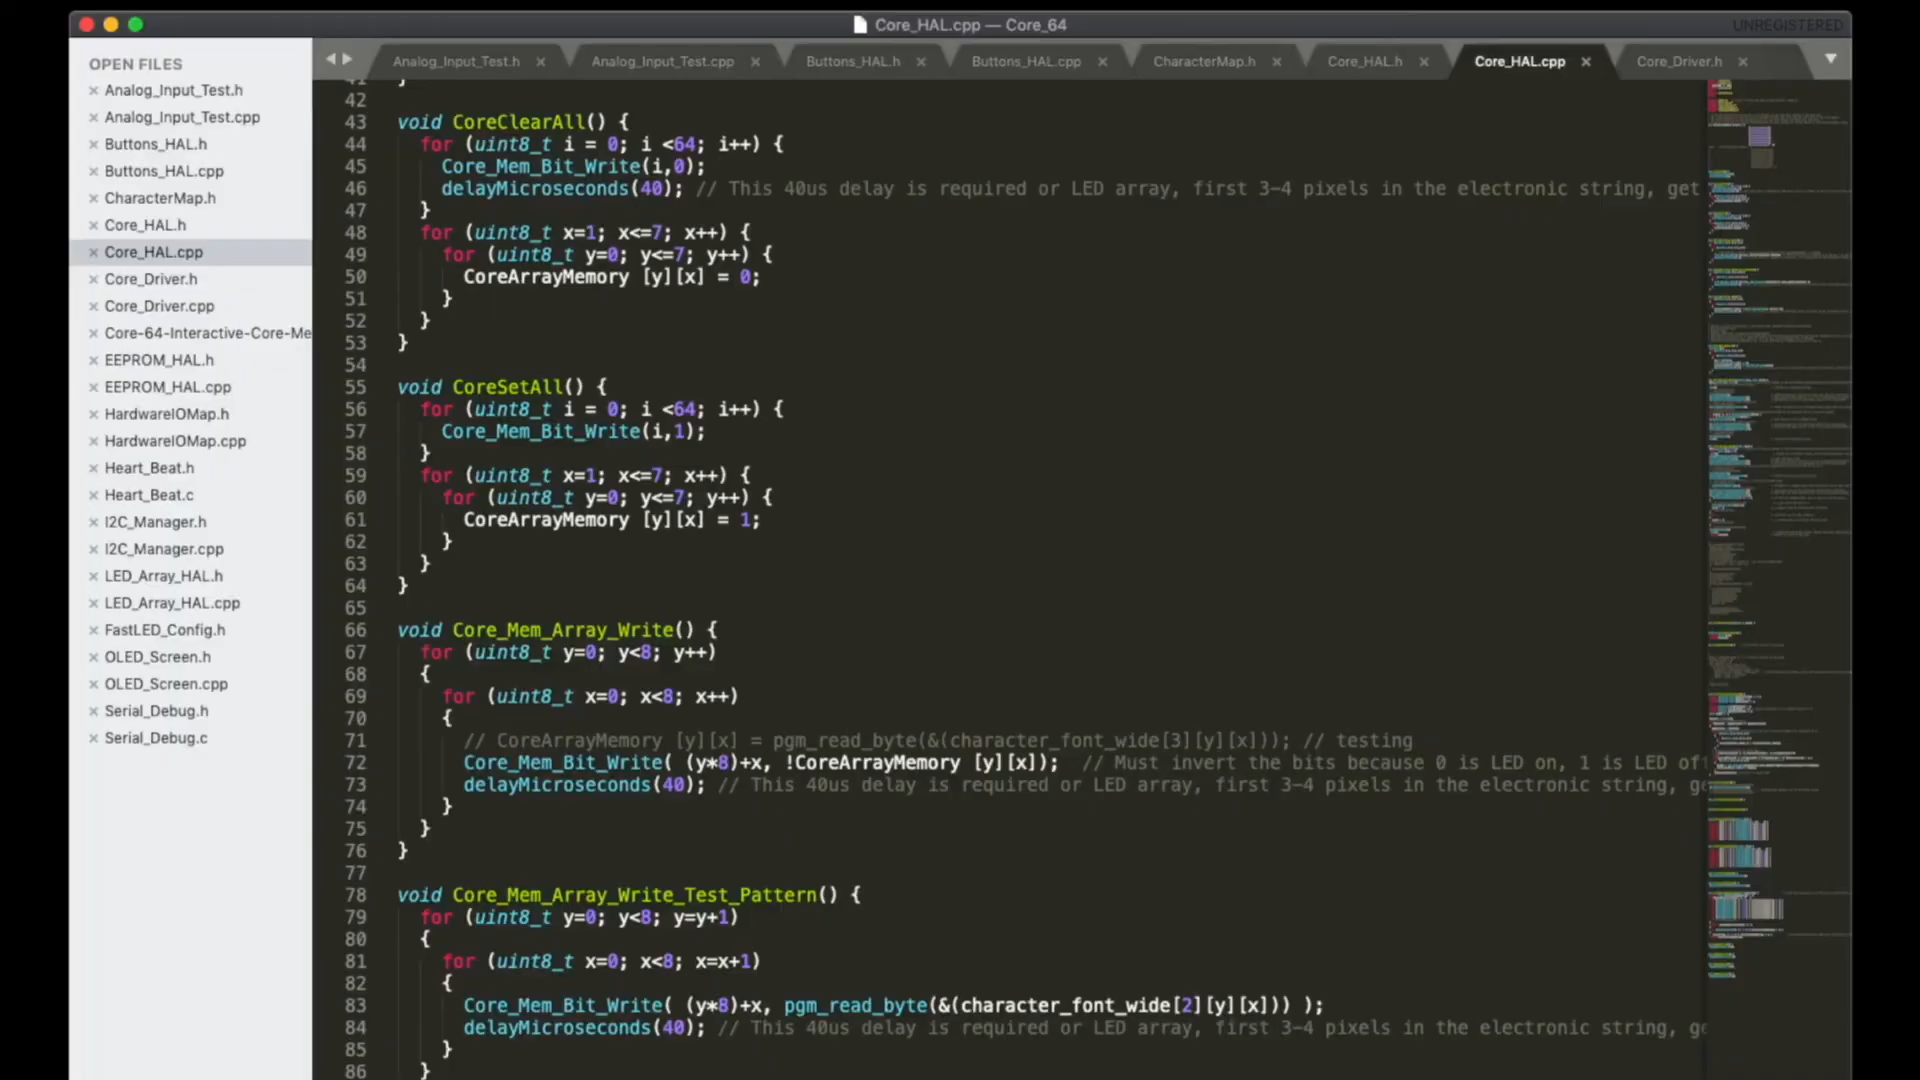 Core_HAL.cpp — Core_64
UNREGISTERED
OPEN FILES
Analog_Input_Test.h
Analog_Input_Test.cpp
Buttons_HAL.h
Buttons_HAL.cpp
CharacterMap.h
Core_HAL.h
Core_HAL.cpp
Core_Driver.h
Core_Driver.cpp
Core-64-Interactive-Core-Me
EEPROM_HAL.h
EEPROM_HAL.cpp
HardwareIOMap.h
HardwareIOMap.cpp
Heart_Beat.h
Heart_Beat.c
I2C_Manager.h
I2C_Manager.cpp
LED_Array_HAL.h
LED_Array_HAL.cpp
FastLED_Config.h
OLED_Screen.h
OLED_Screen.cpp
Serial_Debug.h
Serial_Debug.c
Analog_Input_Test.h Analog_Input_Test.cpp Buttons_HAL.h Buttons_HAL.cpp CharacterMap.h Core_HAL.h Core_HAL.cpp Core_Driver.h
41 }
42
43 void CoreClearAll() {
44 for (uint8_t i = 0; i <64; i++) {
45 Core_Mem_Bit_Write(i,0);
46 delayMicroseconds(40); // This 40us delay is required or LED array, first 3-4 pixels in the electronic string, get
47 }
48 for (uint8_t x=1; x<=7; x++) {
49 for (uint8_t y=0; y<=7; y++) {
50 CoreArrayMemory [y][x] = 0;
51 }
52 }
53 }
54
55 void CoreSetAll() {
56 for (uint8_t i = 0; i <64; i++) {
57 Core_Mem_Bit_Write(i,1);
58 }
59 for (uint8_t x=1; x<=7; x++) {
60 for (uint8_t y=0; y<=7; y++) {
61 CoreArrayMemory [y][x] = 1;
62 }
63 }
64 }
65
66 void Core_Mem_Array_Write() {
67 for (uint8_t y=0; y<8; y++)
68 {
69 for (uint8_t x=0; x<8; x++)
70 {
71 // CoreArrayMemory [y][x] = pgm_read_byte(&(character_font_wide[3][y][x])); // testing
72 Core_Mem_Bit_Write( (y*8)+x, !CoreArrayMemory [y][x]); // Must invert the bits because 0 is LED on, 1 is LED of
73 delayMicroseconds(40); // This 40us delay is required or LED array, first 3-4 pixels in the electronic string, ge
74 }
75 }
76 }
77
78 void Core_Mem_Array_Write_Test_Pattern() {
79 for (uint8_t y=0; y<8; y=y+1)
80 {
81 for (uint8_t x=0; x<8; x=x+1)
82 {
83 Core_Mem_Bit_Write( (y*8)+x, pgm_read_byte(&(character_font_wide[2][y][x])) );
84 delayMicroseconds(40); // This 40us delay is required or LED array, first 3-4 pixels in the electronic string, ge
85 }
86 }